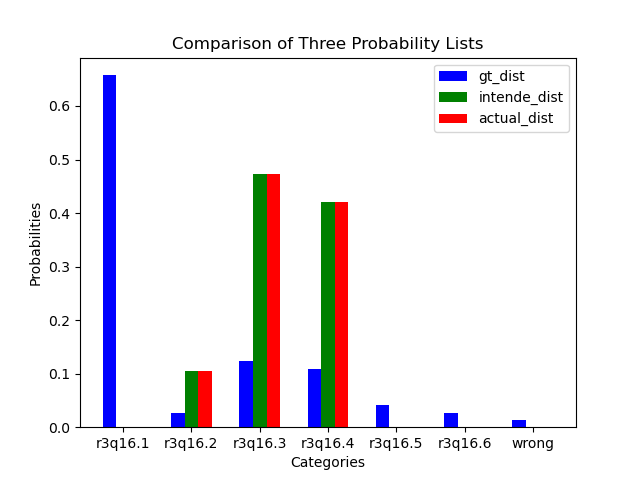 Comparison of Three Probability Lists
gt_dist
intende_dist
actual_dist
Probabilities
0.6
0.5
0.4
0.3
0.2
0.1
0.0
r3q16.1 r3q16.2 r3q16.3 r3q16.4 r3q16.5 r3q16.6 wrong
Categories